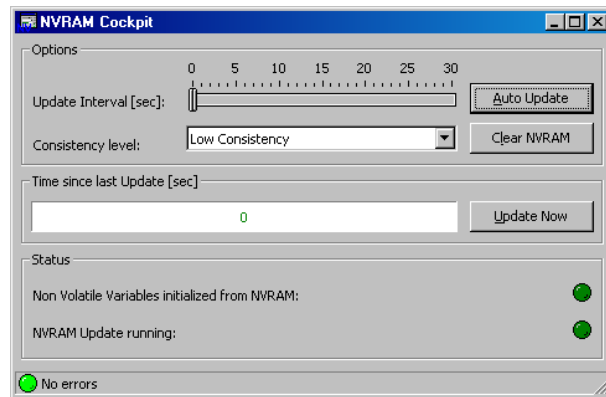 NVRAM Cockpit
Options
0 5 10 15 20 25 30
Update Interval [sec]:
Auto Update
Consistency level:
Low Consistency
Clear NVRAM
Time since last Update [sec]
0
Update Now
Status
Non Volatile Variables initialized from NVRAM:
NVRAM Update running:
No errors